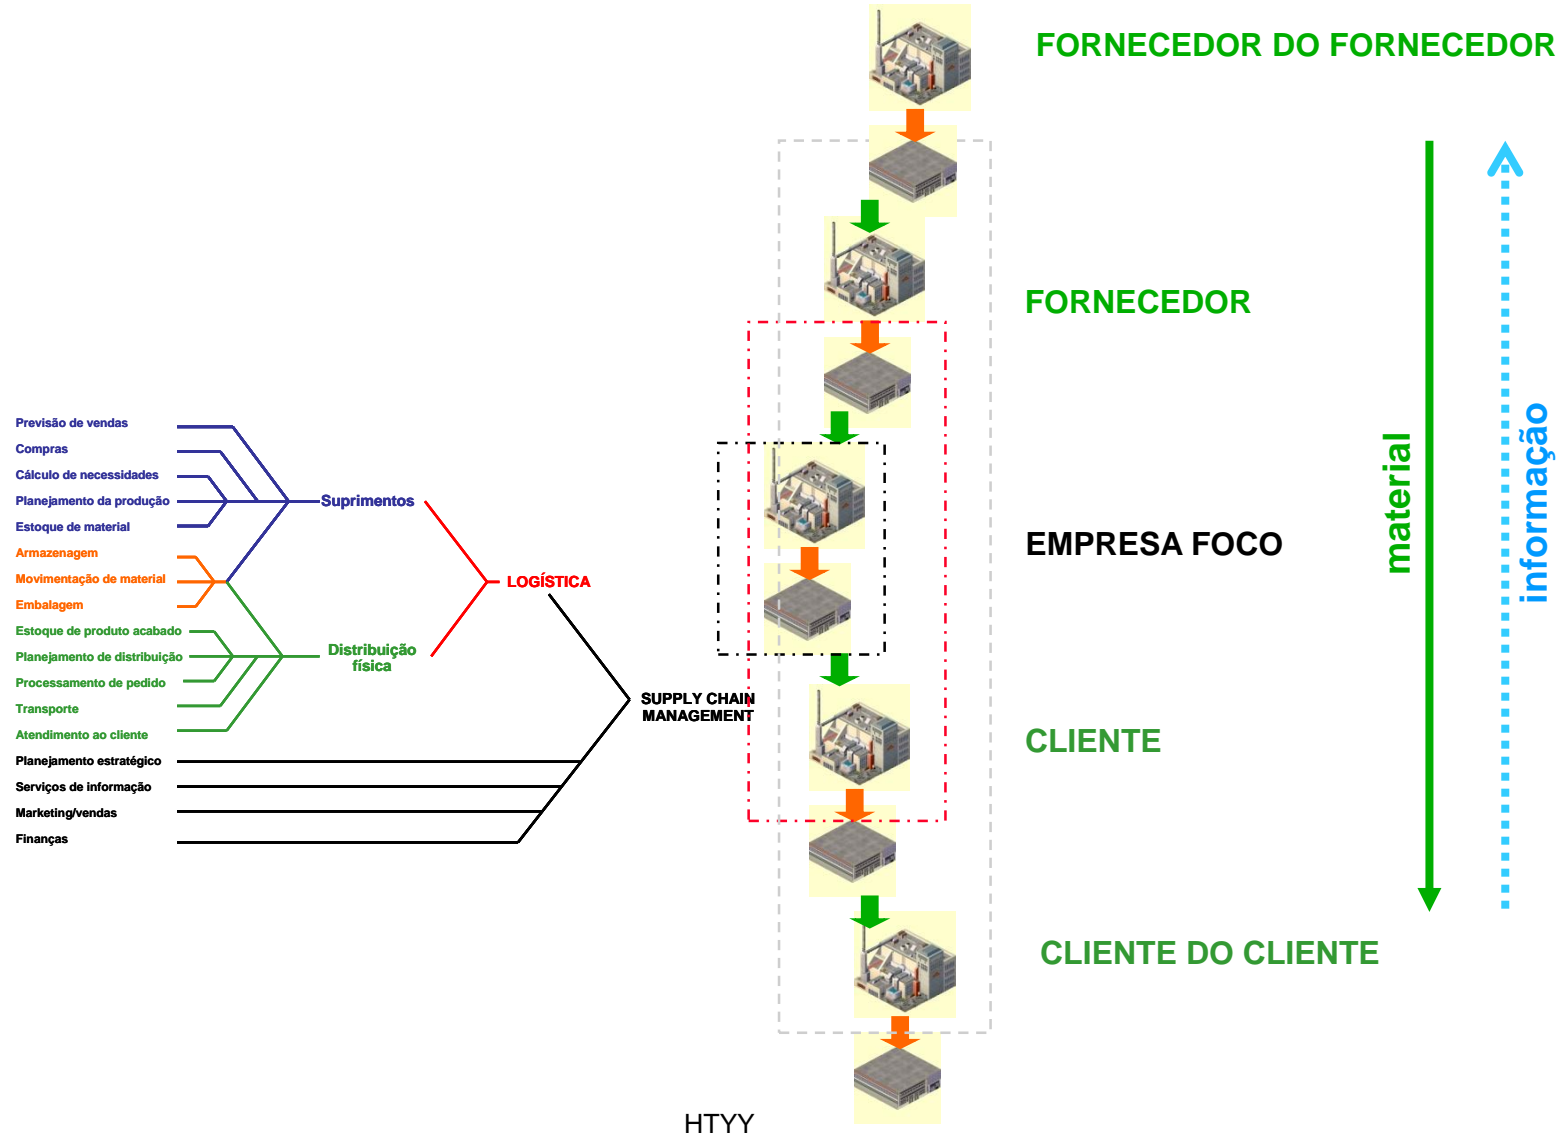 FORNECEDOR DO FORNECEDOR
FORNECEDOR
EMPRESA FOCO
CLIENTE
CLIENTE DO CLIENTE
material
informação
Previsão de vendas
Compras
Cálculo de necessidades
Planejamento da produção
Estoque de material
Armazenagem
Movimentação de material
Embalagem
Estoque de produto acabado
Planejamento de distribuição
Processamento de pedido
Transporte
Atendimento ao cliente
Planejamento estratégico
Serviços de informação
Marketing/vendas
Finanças
Suprimentos
Distribuição
física
LOGÍSTICA
SUPPLY CHAIN
MANAGEMENT
HTYY